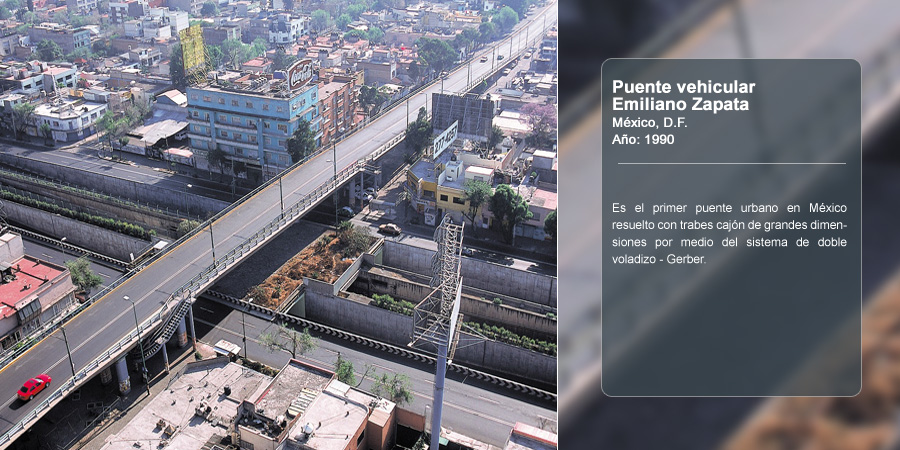 Coca-Cola
Puente vehicular
Emiliano Zapata
México, D.F.
Año: 1990
Es el primer puente urbano en México
resuelto con trabes cajón de grandes dimen-
siones por medio del sistema de doble
voladizo - Gerber.